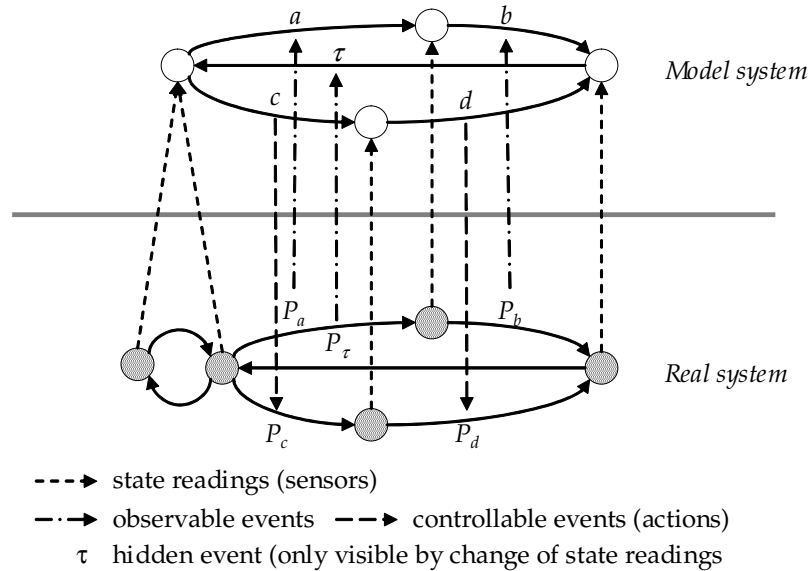 a
b
τ
Model system
c
d
P_a
P_b
P_τ
Real system
P_c
P_d
state readings (sensors)
observable events
controllable events (actions)
τ hidden event (only visible by change of state readings